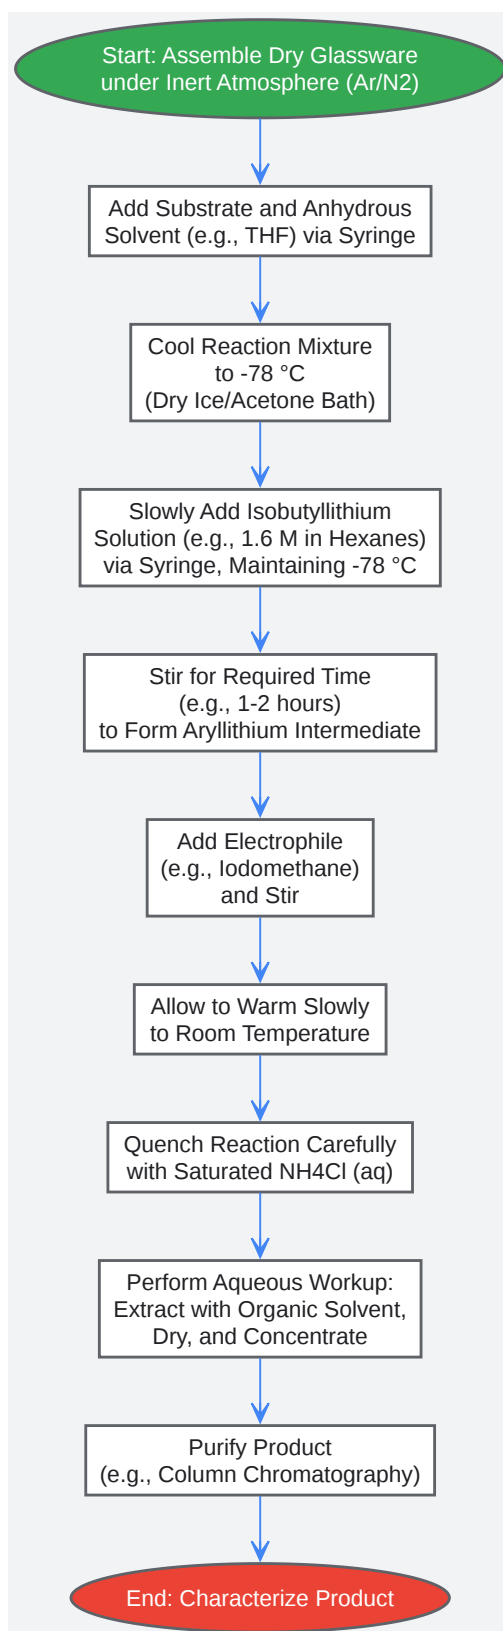 Start: Assemble Dry Glassware
under Inert Atmosphere (Ar/N2)
Add Substrate and Anhydrous
Solvent (e.g., THF) via Syringe
Cool Reaction Mixture
to -78 °C
(Dry Ice/Acetone Bath)
Slowly Add Isobutyllithium
Solution (e.g., 1.6 M in Hexanes)
via Syringe, Maintaining -78 °C
Stir for Required Time
(e.g., 1-2 hours)
to Form Aryllithium Intermediate
Add Electrophile
(e.g., Iodomethane)
and Stir
Allow to Warm Slowly
to Room Temperature
Quench Reaction Carefully
with Saturated NH4Cl (aq)
Perform Aqueous Workup:
Extract with Organic Solvent,
Dry, and Concentrate
Purify Product
(e.g., Column Chromatography)
End: Characterize Product